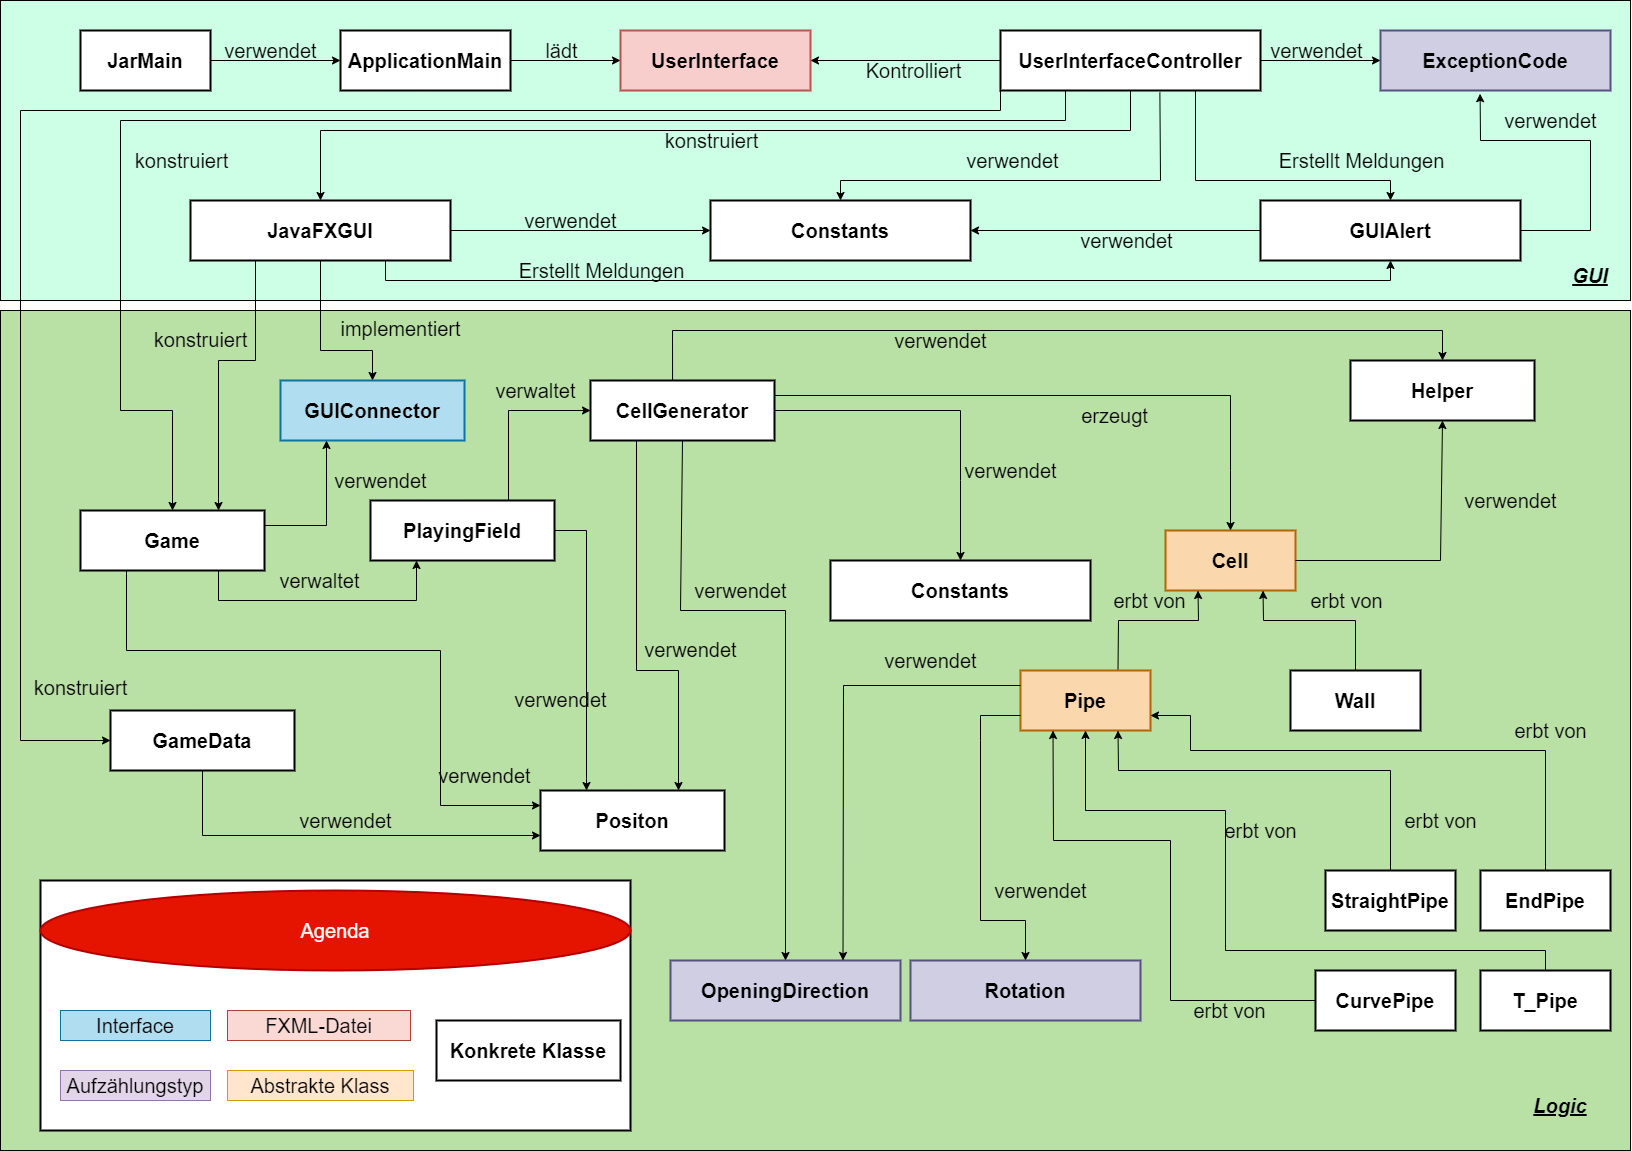 JarMain
verwendet
ApplicationMain
lädt
UserInterface
Kontrolliert
UserInterfaceController
verwendet
ExceptionCode
verwendet
konstruiert
konstruiert
verwendet
Erstellt Meldungen
JavaFXGUI
verwendet
Constants
verwendet
GUIAlert
Erstellt Meldungen
GUI
konstruiert
implementiert
verwendet
GUIConnector
verwaltet
CellGenerator
erzeugt
Helper
verwendet
verwendet
verwendet
Game
PlayingField
verwaltet
verwendet
Constants
Cell
erbt von
erbt von
verwendet
verwendet
konstruiert
verwendet
Pipe
Wall
GameData
erbt von
verwendet
verwendet
Positon
erbt von
erbt von
verwendet
StraightPipe
EndPipe
Agenda
OpeningDirection
Rotation
CurvePipe
T_Pipe
erbt von
Interface
FXML-Datei
Konkrete Klasse
Aufzählungstyp
Abstrakte Klass
Logic